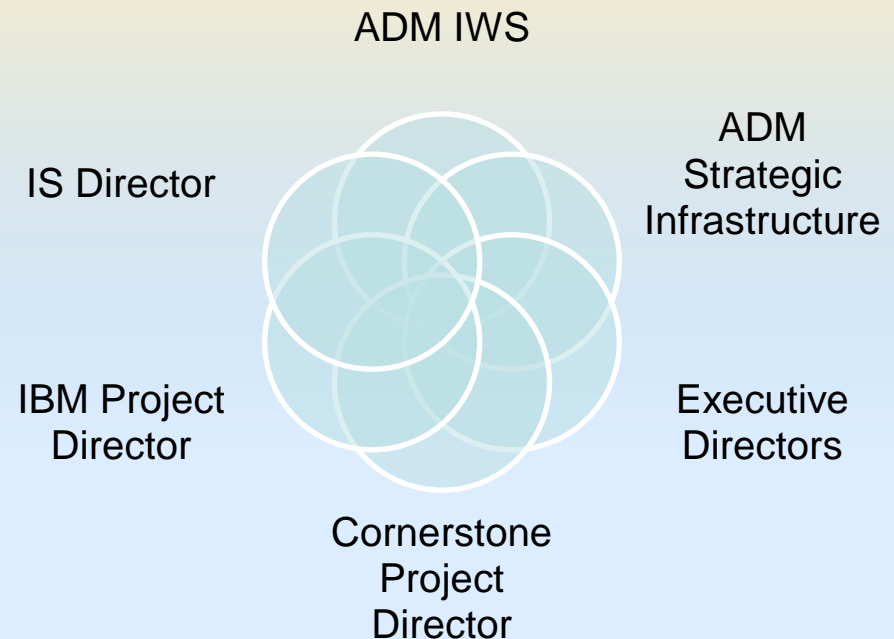 ADM IWS
IS Director
ADM
Strategic
Infrastructure
IBM Project
Director
Executive
Directors
Cornerstone
Project
Director